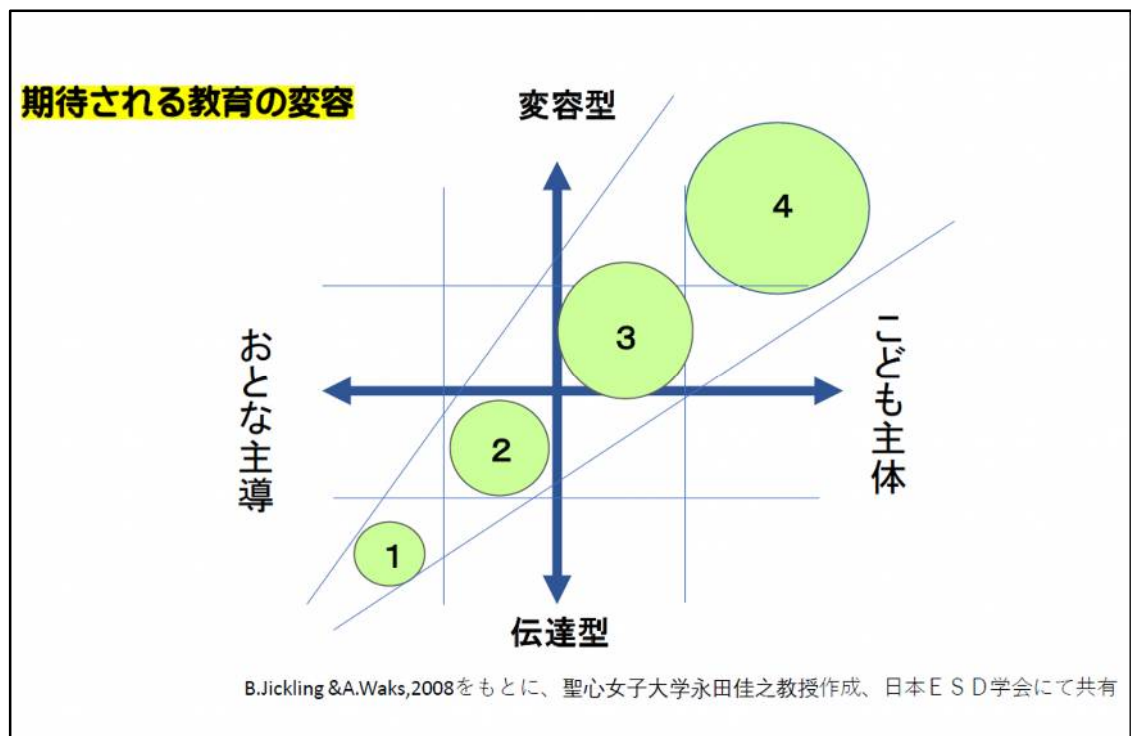 期待される教育の変容
変容型
4
3
おとな主導
こども主体
2
1
伝達型
B.Jickling &A.Waks,2008をもとに、聖心女子大学永田佳之教授作成、日本ＥＳＤ学会にて共有